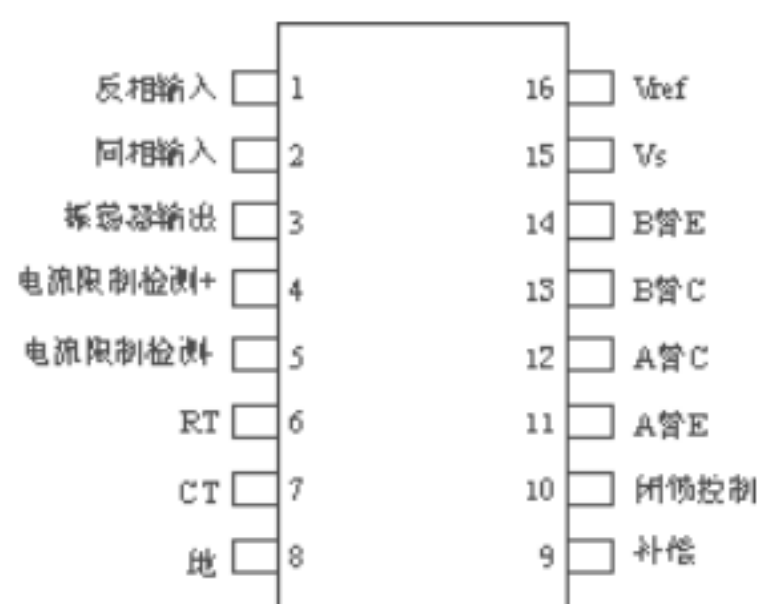 反相输入 1 16 Vref
同相输入 2 15 Vs
振荡器输出 3 14 B管E
电流限制检测+ 4 13 B管C
电流限制检测- 5 12 A管C
RT 6 11 A管E
CT 7 10 闭锁控制
地 8 9 补偿